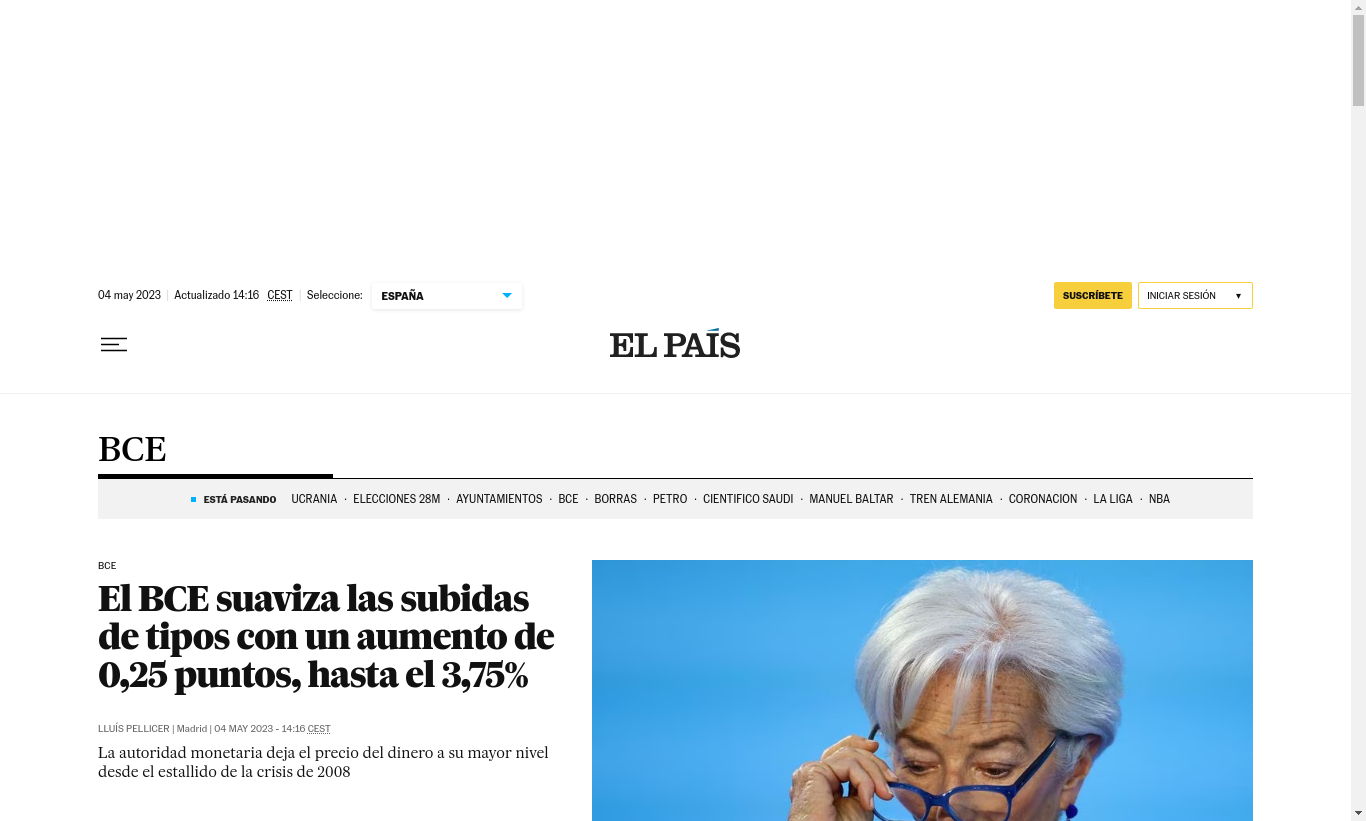 04 may 2023 Actualizado 14:16 CEST Seleccione: ESPAÑA SUSCRÍBETE INICIAR SESIÓN
EL PAÍS
BCE
ESTÁ PASANDO UCRANIA · ELECCIONES 28M · AYUNTAMIENTOS · BCE · BORRAS · PETRO · CIENTIFICO SAUDI · MANUEL BALTAR · TREN ALEMANIA · CORONACION · LA LIGA · NBA
BCE
El BCE suaviza las subidas
de tipos con un aumento de
0,25 puntos, hasta el 3,75%
LLUÍS PELLICER | Madrid | 04 MAY 2023 - 14:16 CEST
La autoridad monetaria deja el precio del dinero a su mayor nivel
desde el estallido de la crisis de 2008